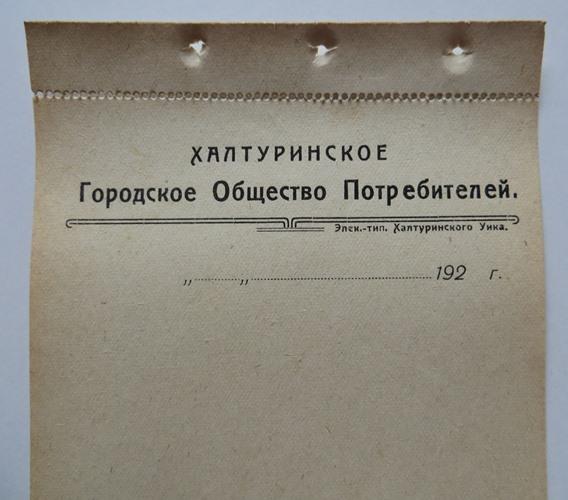 ХАЛТУРИНСКОЕ
Городское Общество Потребителей.
Элек.-тип. Халтуринского Уика.
„ „ 192 г.